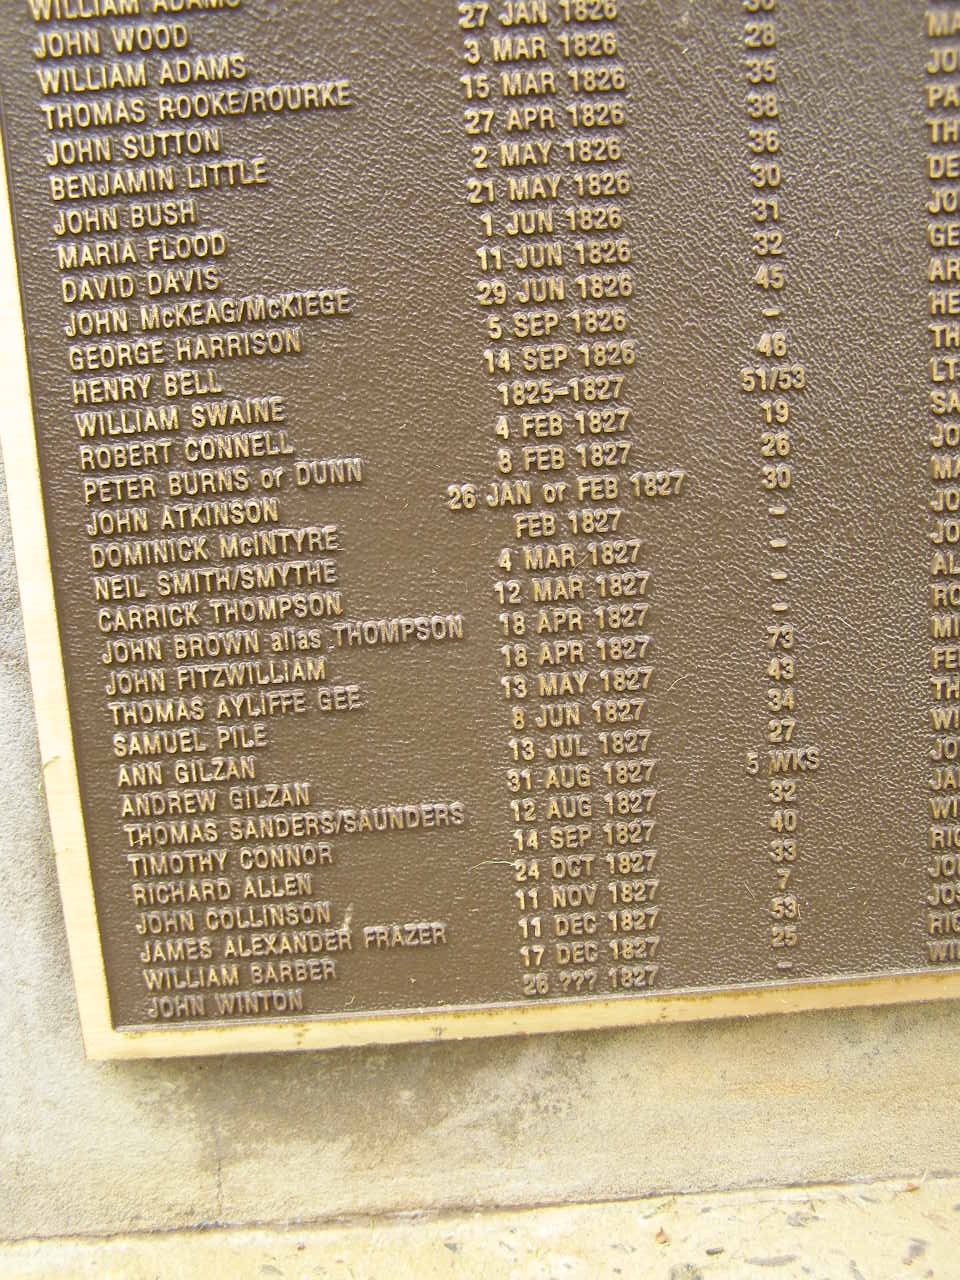 WILLIAM ADAMS
JOHN WOOD 27 JAN 1826
WILLIAM ADAMS 3 MAR 1826 28
THOMAS ROOKE/ROURKE 15 MAR 1826 35
JOHN SUTTON 27 APR 1826 38
BENJAMIN LITTLE 2 MAY 1826 36
JOHN BUSH 21 MAY 1826 30
MARIA FLOOD 1 JUN 1826 31
DAVID DAVIS 11 JUN 1826 32
JOHN McKEAG/McKIEGE 29 JUN 1826 45
GEORGE HARRISON 5 SEP 1826 –
HENRY BELL 14 SEP 1826 46
WILLIAM SWAINE 1825–1827 51/53
ROBERT CONNELL 4 FEB 1827 19
PETER BURNS or DUNN 8 FEB 1827 26
JOHN ATKINSON 26 JAN or FEB 1827 30
DOMINICK McINTYRE FEB 1827 –
NEIL SMITH/SMYTHE 4 MAR 1827 –
CARRICK THOMPSON 12 MAR 1827 –
JOHN BROWN alias THOMPSON 18 APR 1827 –
JOHN FITZWILLIAM 18 APR 1827 73
THOMAS AYLIFFE GEE 13 MAY 1827 43
SAMUEL PILE 8 JUN 1827 34
ANN GILZAN 13 JUL 1827 27
ANDREW GILZAN 31 AUG 1827 5 WKS
THOMAS SANDERS/SAUNDERS 12 AUG 1827 32
TIMOTHY CONNOR 14 SEP 1827 40
RICHARD ALLEN 24 OCT 1827 33
JOHN COLLINSON 11 NOV 1827 7
JAMES ALEXANDER FRAZER 11 DEC 1827 53
WILLIAM BARBER 17 DEC 1827 25
JOHN WINTON 26 ??? 1827 –